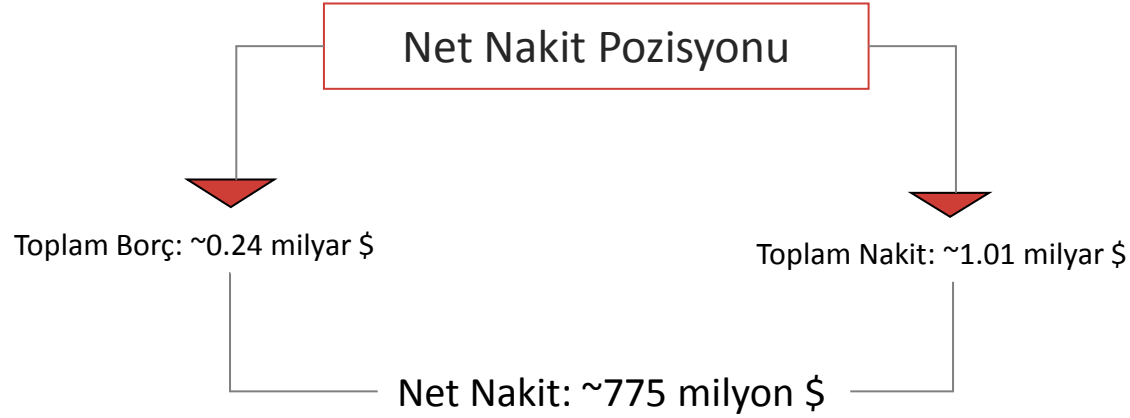 Net Nakit Pozisyonu
Toplam Borç: ~0.24 milyar $
Toplam Nakit: ~1.01 milyar $
Net Nakit: ~775 milyon $